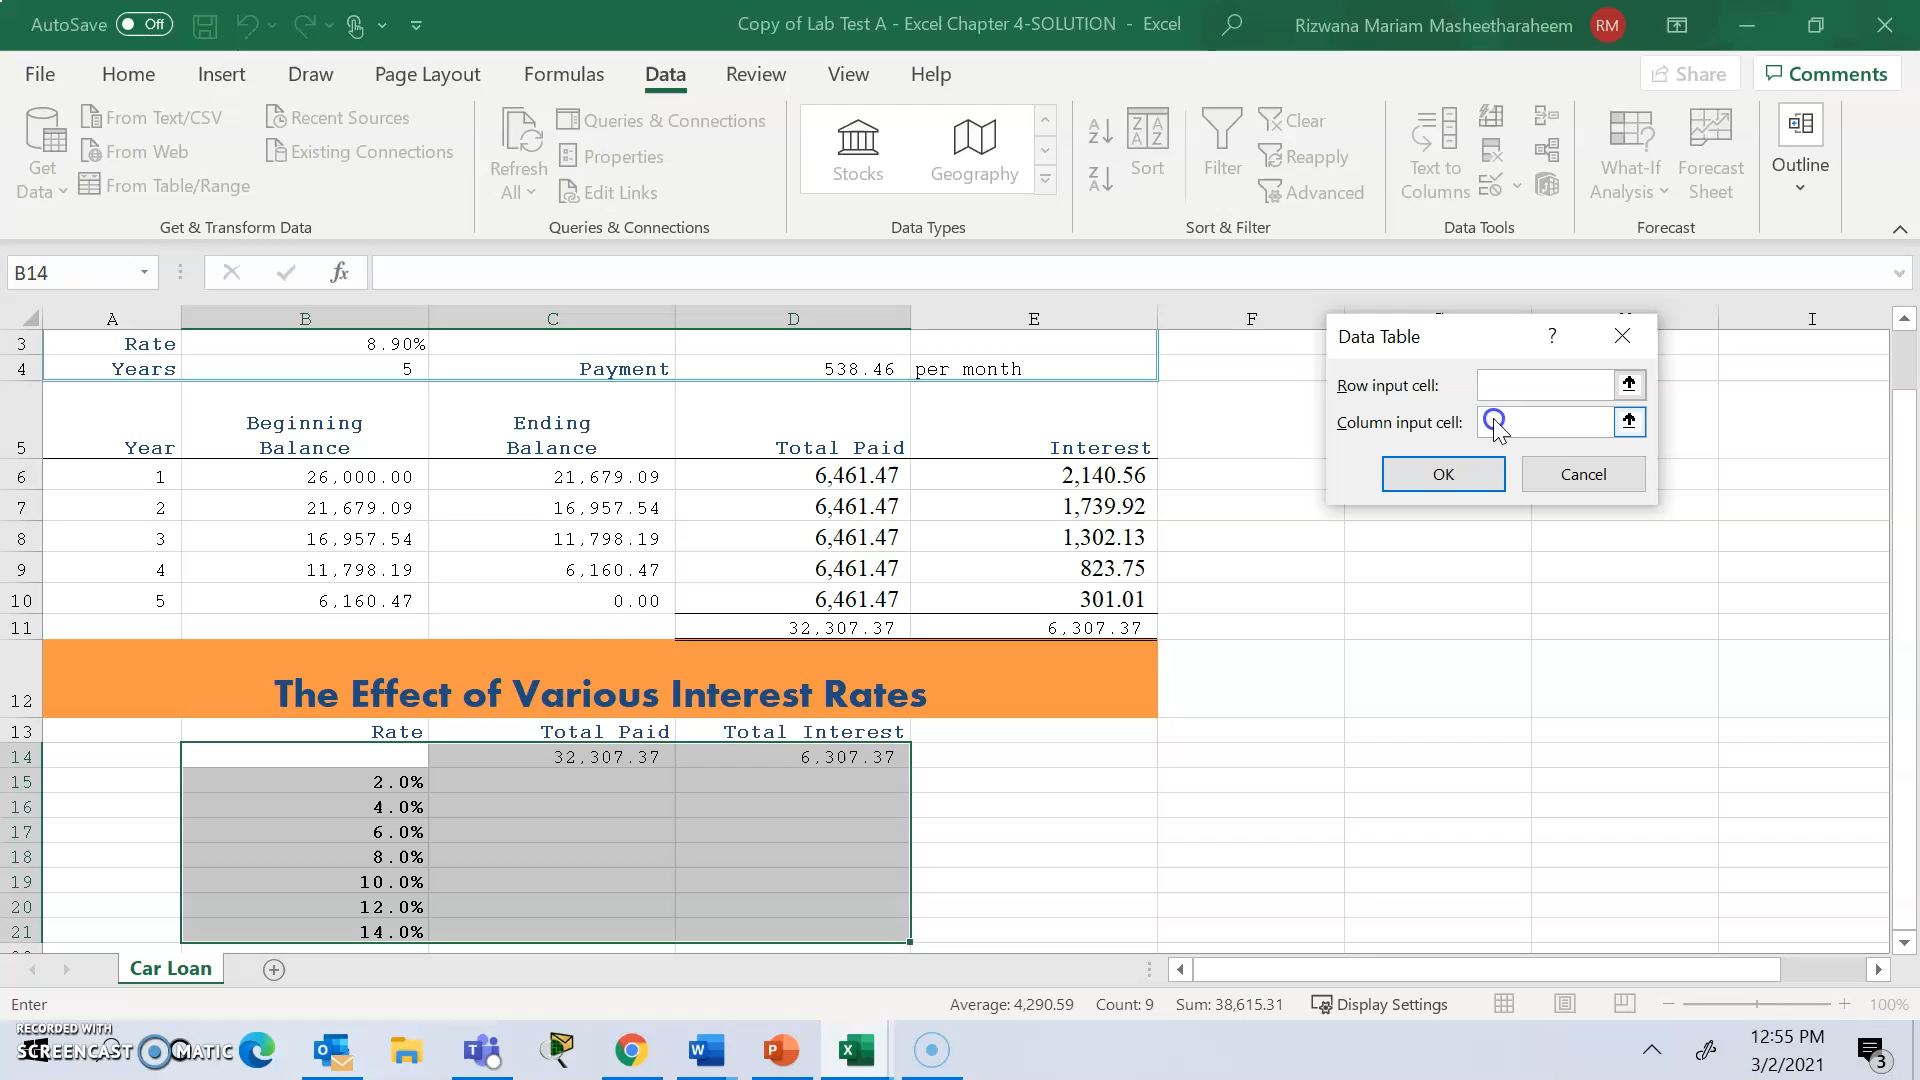 AutoSave Off
Copy of Lab Test A - Excel Chapter 4-SOLUTION - Excel
Rizwana Mariam Masheetharaheem RM
File Home Insert Draw Page Layout Formulas Data Review View Help Share Comments
Get Data
From Text/CSV
From Web
From Table/Range
Recent Sources
Existing Connections
Get & Transform Data
Refresh All
Queries & Connections
Properties
Edit Links
Queries & Connections
Stocks
Geography
Data Types
Sort
Filter
Clear
Reapply
Advanced
Sort & Filter
Text to Columns
Data Tools
What-If Analysis
Forecast Sheet
Forecast
Outline
B14 fx
A B C D E F I
3 Rate 8.90%
4 Years 5 Payment 538.46 per month
5 Year Beginning Balance Ending Balance Total Paid Interest
6 1 26,000.00 21,679.09 6,461.47 2,140.56
7 2 21,679.09 16,957.54 6,461.47 1,739.92
8 3 16,957.54 11,798.19 6,461.47 1,302.13
9 4 11,798.19 6,160.47 6,461.47 823.75
10 5 6,160.47 0.00 6,461.47 301.01
11 32,307.37 6,307.37
12 The Effect of Various Interest Rates
13 Rate Total Paid Total Interest
14 32,307.37 6,307.37
15 2.0%
16 4.0%
17 6.0%
18 8.0%
19 10.0%
20 12.0%
21 14.0%
Data Table ?
Row input cell:
Column input cell:
OK Cancel
Car Loan
Enter
Average: 4,290.59 Count: 9 Sum: 38,615.31 Display Settings 100%
RECORDED WITH
SCREENCAST MATIC
12:55 PM
3/2/2021
3